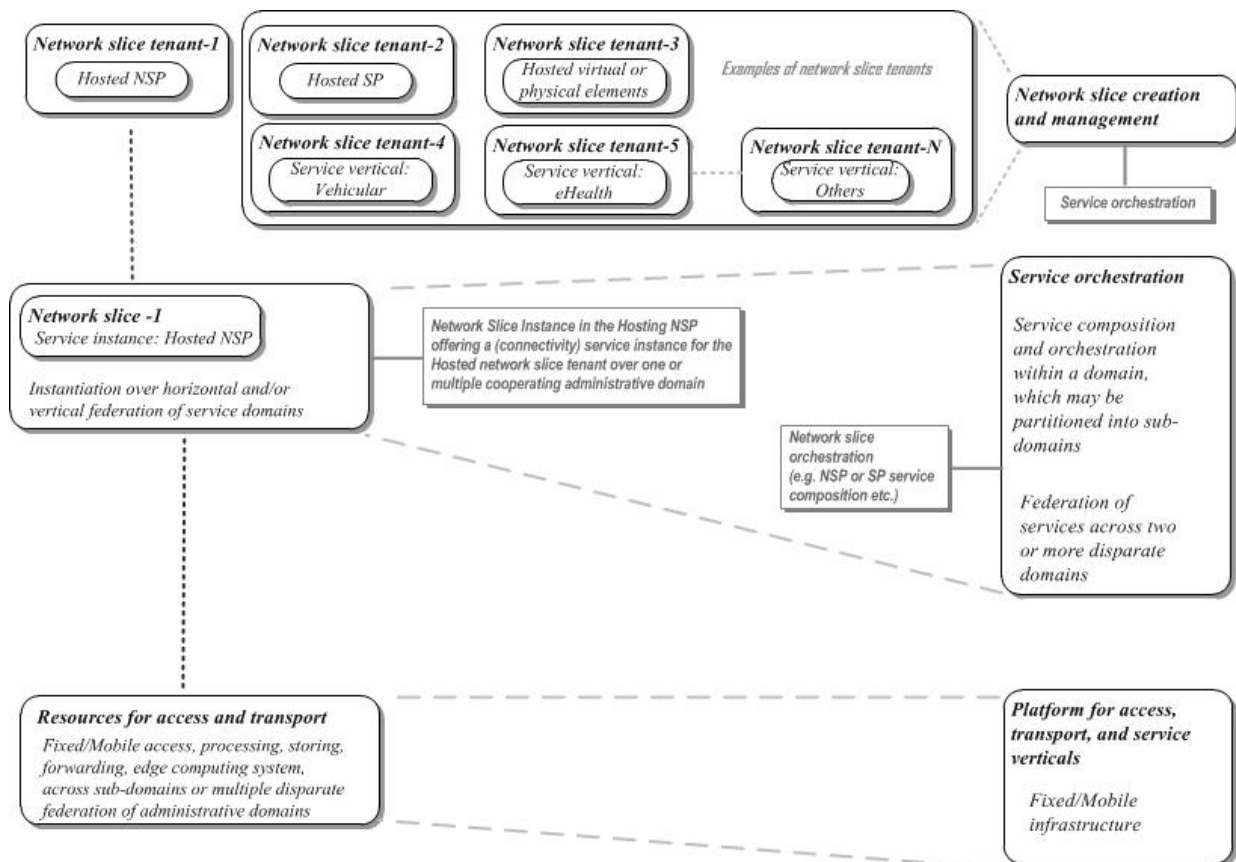 Network slice tenant-1
Hosted NSP
Network slice tenant-2
Hosted SP
Network slice tenant-3
Hosted virtual or
physical elements
Examples of network slice tenants
Network slice tenant-4
Service vertical:
Vehicular
Network slice tenant-5
Service vertical:
eHealth
Network slice tenant-N
Service vertical:
Others
Network slice creation
and management
Service orchestration
Network slice -1
Service instance: Hosted NSP
Instantiation over horizontal and/or
vertical federation of service domains
Network Slice Instance in the Hosting NSP
offering a (connectivity) service instance for the
Hosted network slice tenant over one or
multiple cooperating administrative domain
Service orchestration
Service composition
and orchestration
within a domain,
which may be
partitioned into sub-
domains
Network slice
orchestration
(e.g. NSP or SP service
composition etc.)
Federation of
services across two
or more disparate
domains
Resources for access and transport
Fixed/Mobile access, processing, storing,
forwarding, edge computing system,
across sub-domains or multiple disparate
federation of administrative domains
Platform for access,
transport, and service
verticals
Fixed/Mobile
infrastructure